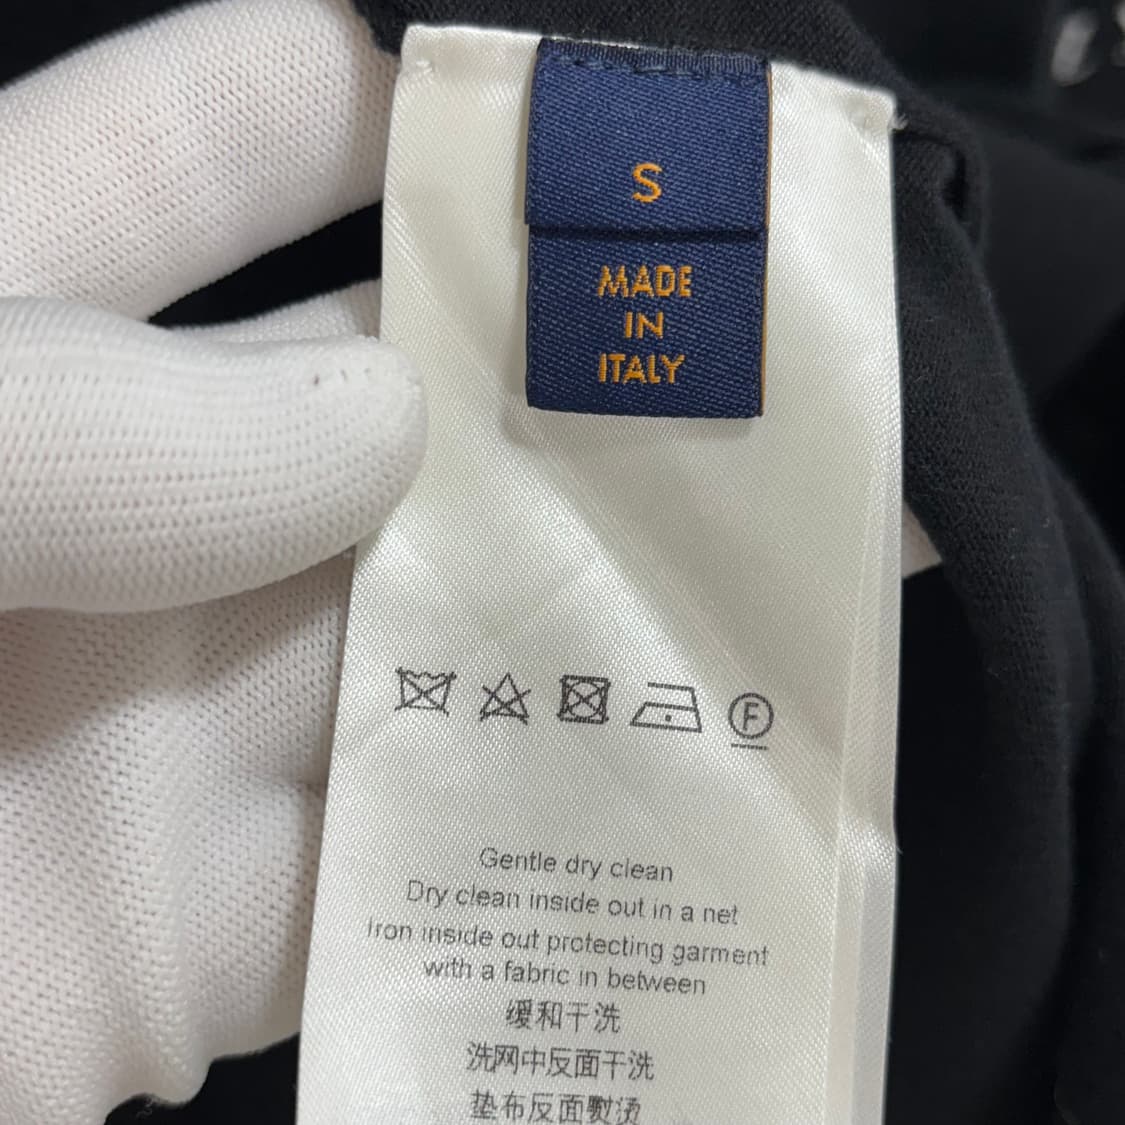 S
MADE
IN
ITALY
F
Gentle dry clean
Dry clean inside out in a net
Iron inside out protecting garment
with a fabric in between
缓和干洗
洗网中反面干洗
垫布反面熨烫